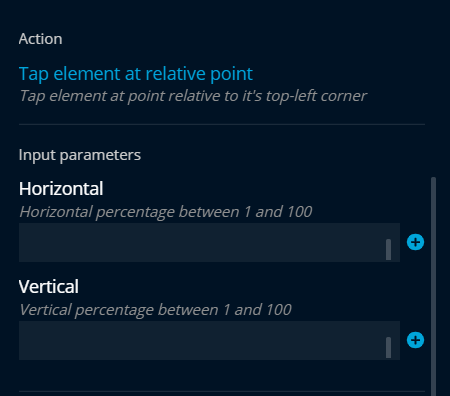 Action
Tap element at relative point
Tap element at point relative to it's top-left corner
Input parameters
Horizontal
Horizontal percentage between 1 and 100
Vertical
Vertical percentage between 1 and 100